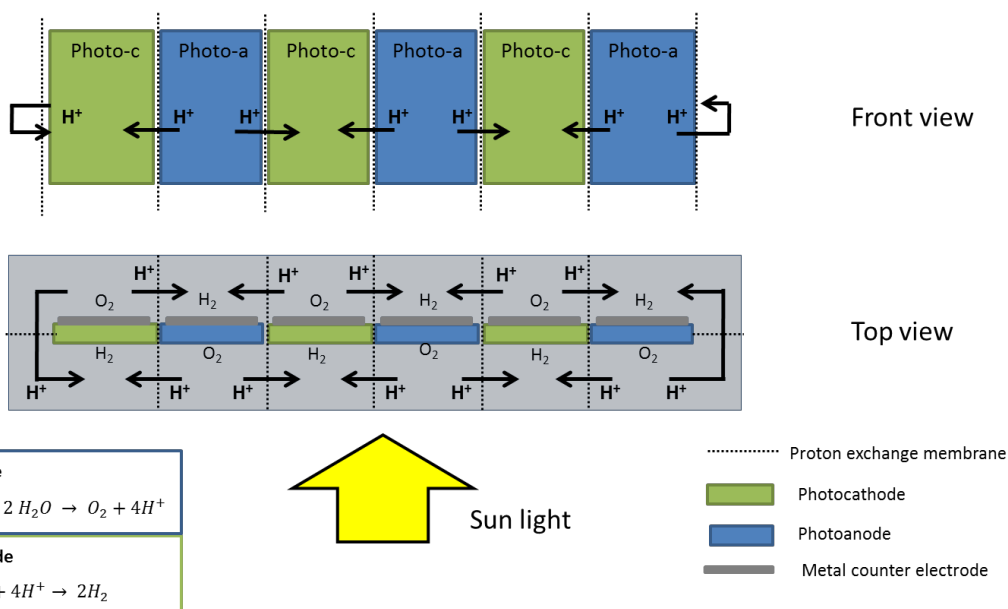 Photo-c Photo-a Photo-c Photo-a Photo-c Photo-a
H+ H+ H+ H+ H+ H+ H+
Front view
H+ H+ H+ H+ H+
O2 H2 O2 H2 O2 H2
Top view
H2 O2 H2 O2 H2 O2
H+ H+ H+ H+ H+ H+ H+
Proton exchange membrane
2 H2O → O2 + 4H+
Photocathode
Sun light
Photoanode
Metal counter electrode
+ 4H+ → 2H2